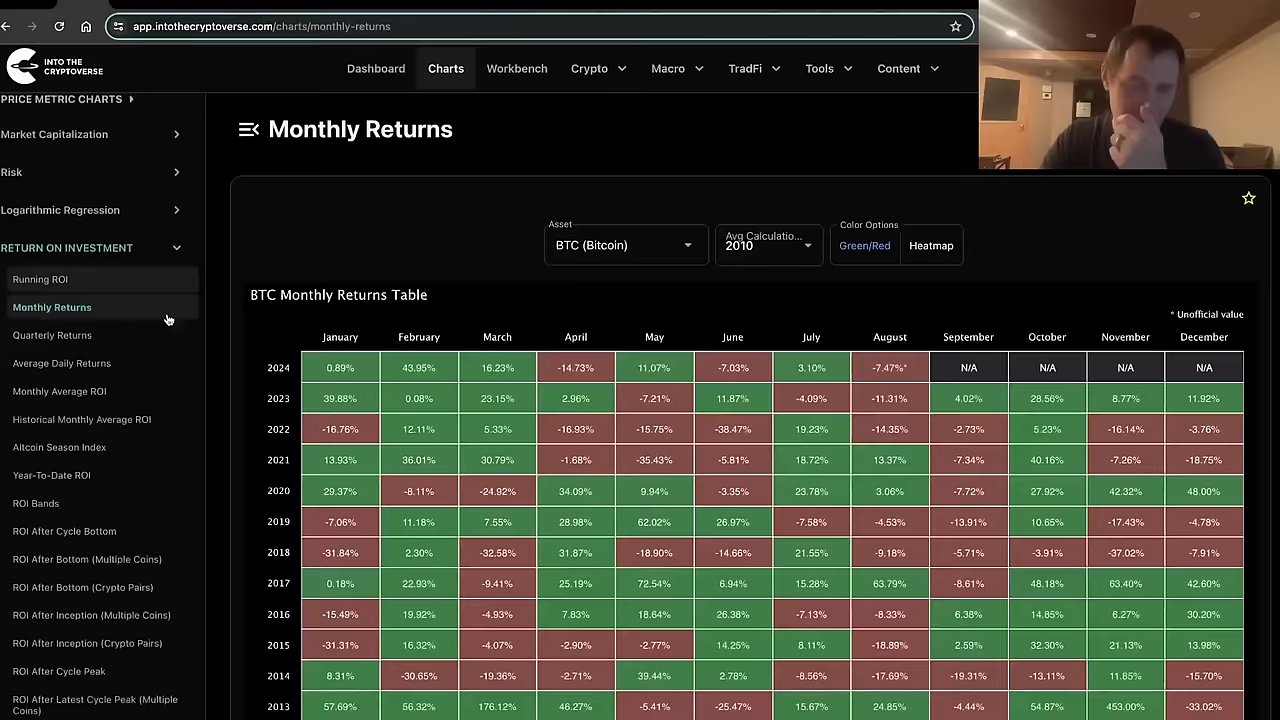 app.intothecryptoverse.com/charts/monthly-returns
INTO THE
CRYPTOVERSE
Dashboard Charts Workbench Crypto Macro TradFi Tools Content
PRICE METRIC CHARTS
Market Capitalization
Risk
Logarithmic Regression
RETURN ON INVESTMENT
Running ROI
Monthly Returns
Quarterly Returns
Average Daily Returns
Monthly Average ROI
Historical Monthly Average ROI
Altcoin Season Index
Year-To-Date ROI
ROI Bands
ROI After Cycle Bottom
ROI After Bottom (Multiple Coins)
ROI After Bottom (Crypto Pairs)
ROI After Inception (Multiple Coins)
ROI After Inception (Crypto Pairs)
ROI After Cycle Peak
ROI After Latest Cycle Peak (Multiple
Coins)
Monthly Returns
Asset
BTC (Bitcoin)
Avg Calculatio...
2010
Color Options
Green/Red Heatmap
BTC Monthly Returns Table
* Unofficial value
January February March April May June July August September October November December
2024 0.89% 43.95% 16.23% -14.73% 11.07% -7.03% 3.10% -7.47%* N/A N/A N/A N/A
2023 39.88% 0.08% 23.15% 2.96% -7.21% 11.87% -4.09% -11.31% 4.02% 28.56% 8.77% 11.92%
2022 -16.76% 12.11% 5.33% -16.93% -15.75% -38.47% 19.23% -14.35% -2.73% 5.23% -16.14% -3.76%
2021 13.93% 36.01% 30.79% -1.68% -35.43% -5.81% 18.72% 13.37% -7.34% 40.16% -7.26% -18.75%
2020 29.37% -8.11% -24.92% 34.09% 9.94% -3.35% 23.78% 3.06% -7.72% 27.92% 42.32% 48.00%
2019 -7.06% 11.18% 7.55% 28.98% 62.02% 26.97% -7.58% -4.53% -13.91% 10.65% -17.43% -4.78%
2018 -31.84% 2.30% -32.58% 31.87% -18.90% -14.66% 21.55% -9.18% -5.71% -3.91% -37.02% -7.91%
2017 0.18% 22.93% -9.41% 25.19% 72.54% 6.94% 15.28% 63.79% -8.61% 48.18% 63.40% 42.60%
2016 -15.49% 19.92% -4.93% 7.83% 18.64% 26.38% -7.13% -8.33% 6.38% 14.85% 6.27% 30.20%
2015 -31.31% 16.32% -4.07% -2.90% -2.77% 14.25% 8.11% -18.89% 2.59% 32.30% 21.13% 13.98%
2014 8.31% -30.65% -19.36% -2.71% 39.44% 2.78% -8.56% -17.69% -19.31% -13.11% 11.85% -15.70%
2013 57.69% 56.32% 176.12% 46.27% -5.41% -25.47% 15.67% 24.85% -4.44% 54.87% 453.00% -33.02%